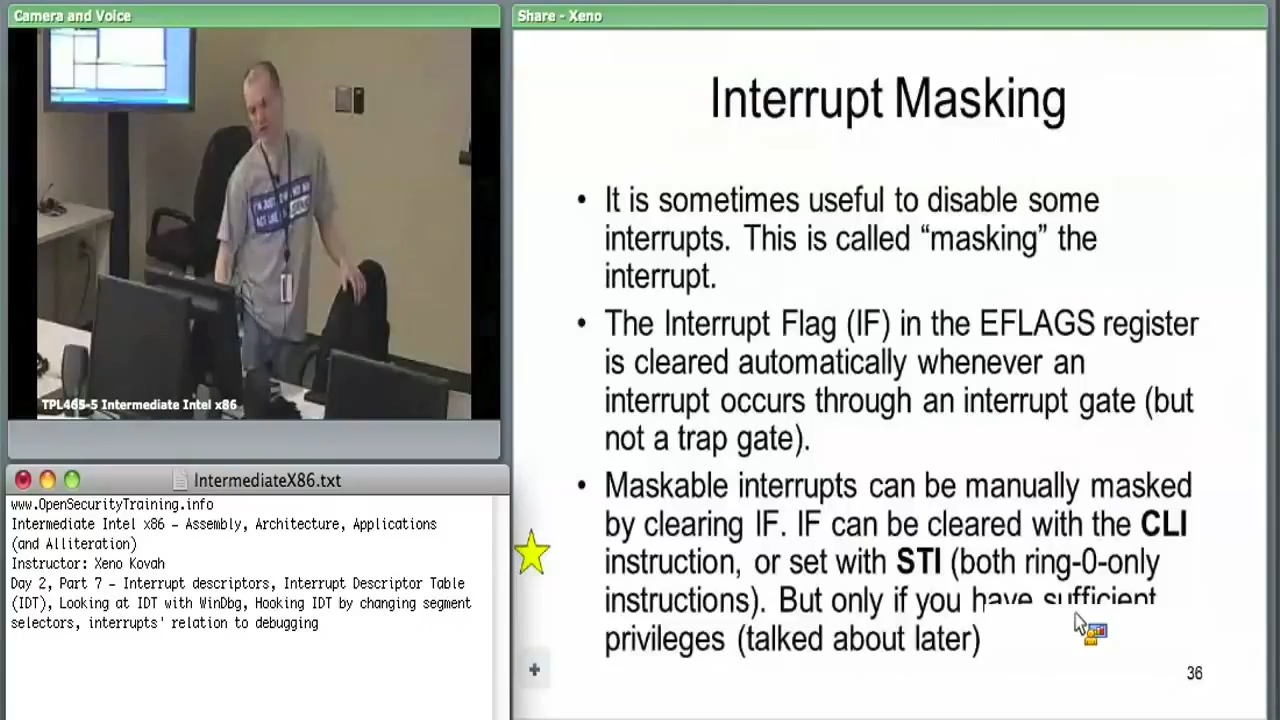 Camera and Voice
TPL465-5 Intermediate Intel x86
IntermediateX86.txt
www.OpenSecurityTraining.info
Intermediate Intel x86 – Assembly, Architecture, Applications
(and Alliteration)
Instructor: Xeno Kovah
Day 2, Part 7 – Interrupt descriptors, Interrupt Descriptor Table
(IDT), Looking at IDT with WinDbg, Hooking IDT by changing segment
selectors, interrupts' relation to debugging
Share - Xeno
Interrupt Masking
• It is sometimes useful to disable some
interrupts. This is called “masking” the
interrupt.
• The Interrupt Flag (IF) in the EFLAGS register
is cleared automatically whenever an
interrupt occurs through an interrupt gate (but
not a trap gate).
• Maskable interrupts can be manually masked
by clearing IF. IF can be cleared with the CLI
instruction, or set with STI (both ring-0-only
instructions). But only if you have sufficient
privileges (talked about later)
36